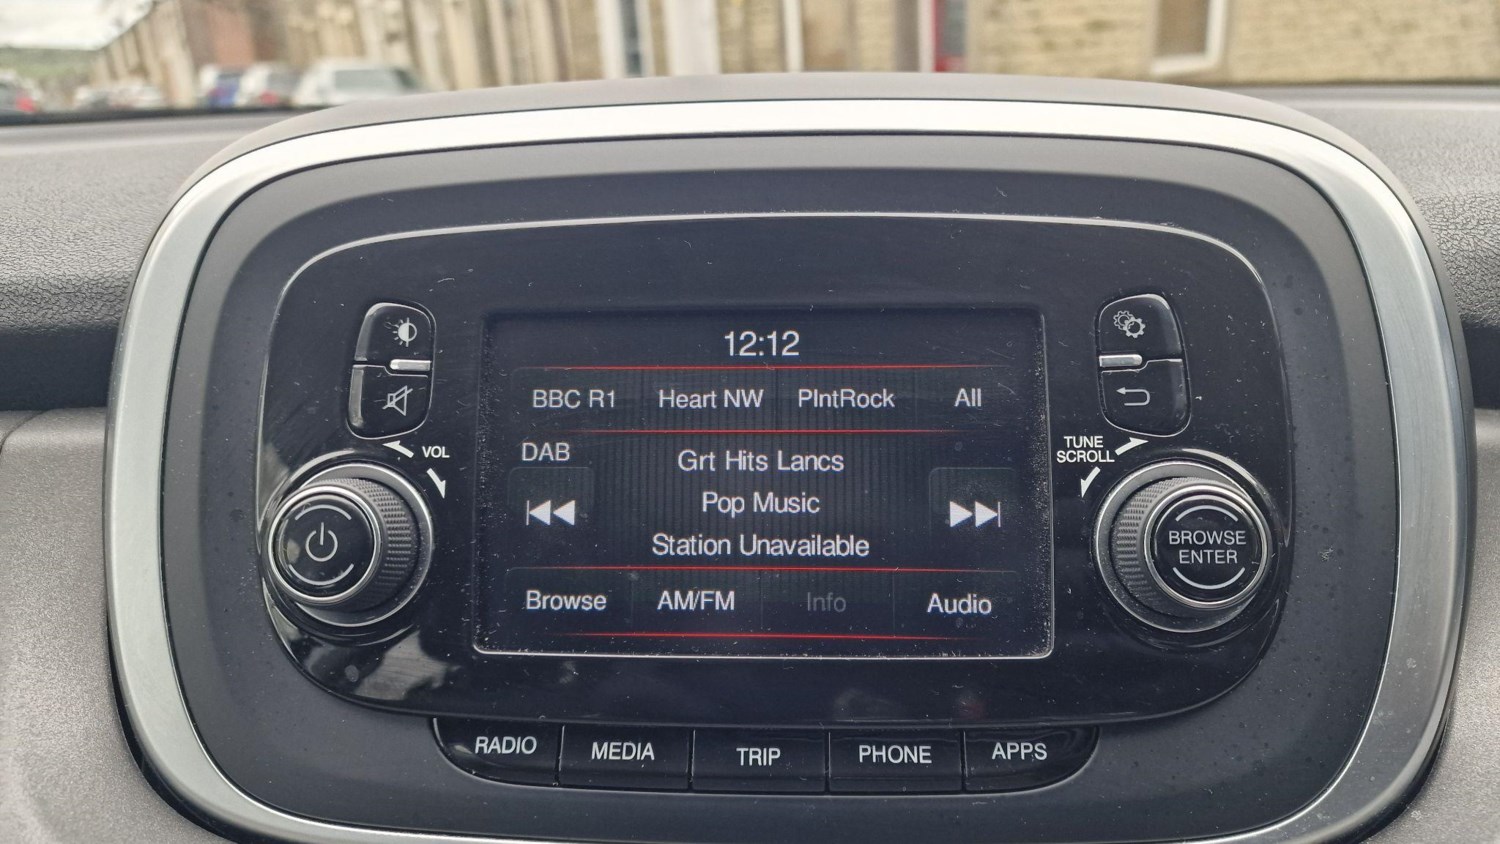 12:12
BBC R1 Heart NW PlntRock All
DAB
Grt Hits Lancs
Pop Music
Station Unavailable
Browse AM/FM Info Audio
VOL
TUNE
SCROLL
BROWSE
ENTER
RADIO MEDIA TRIP PHONE APPS